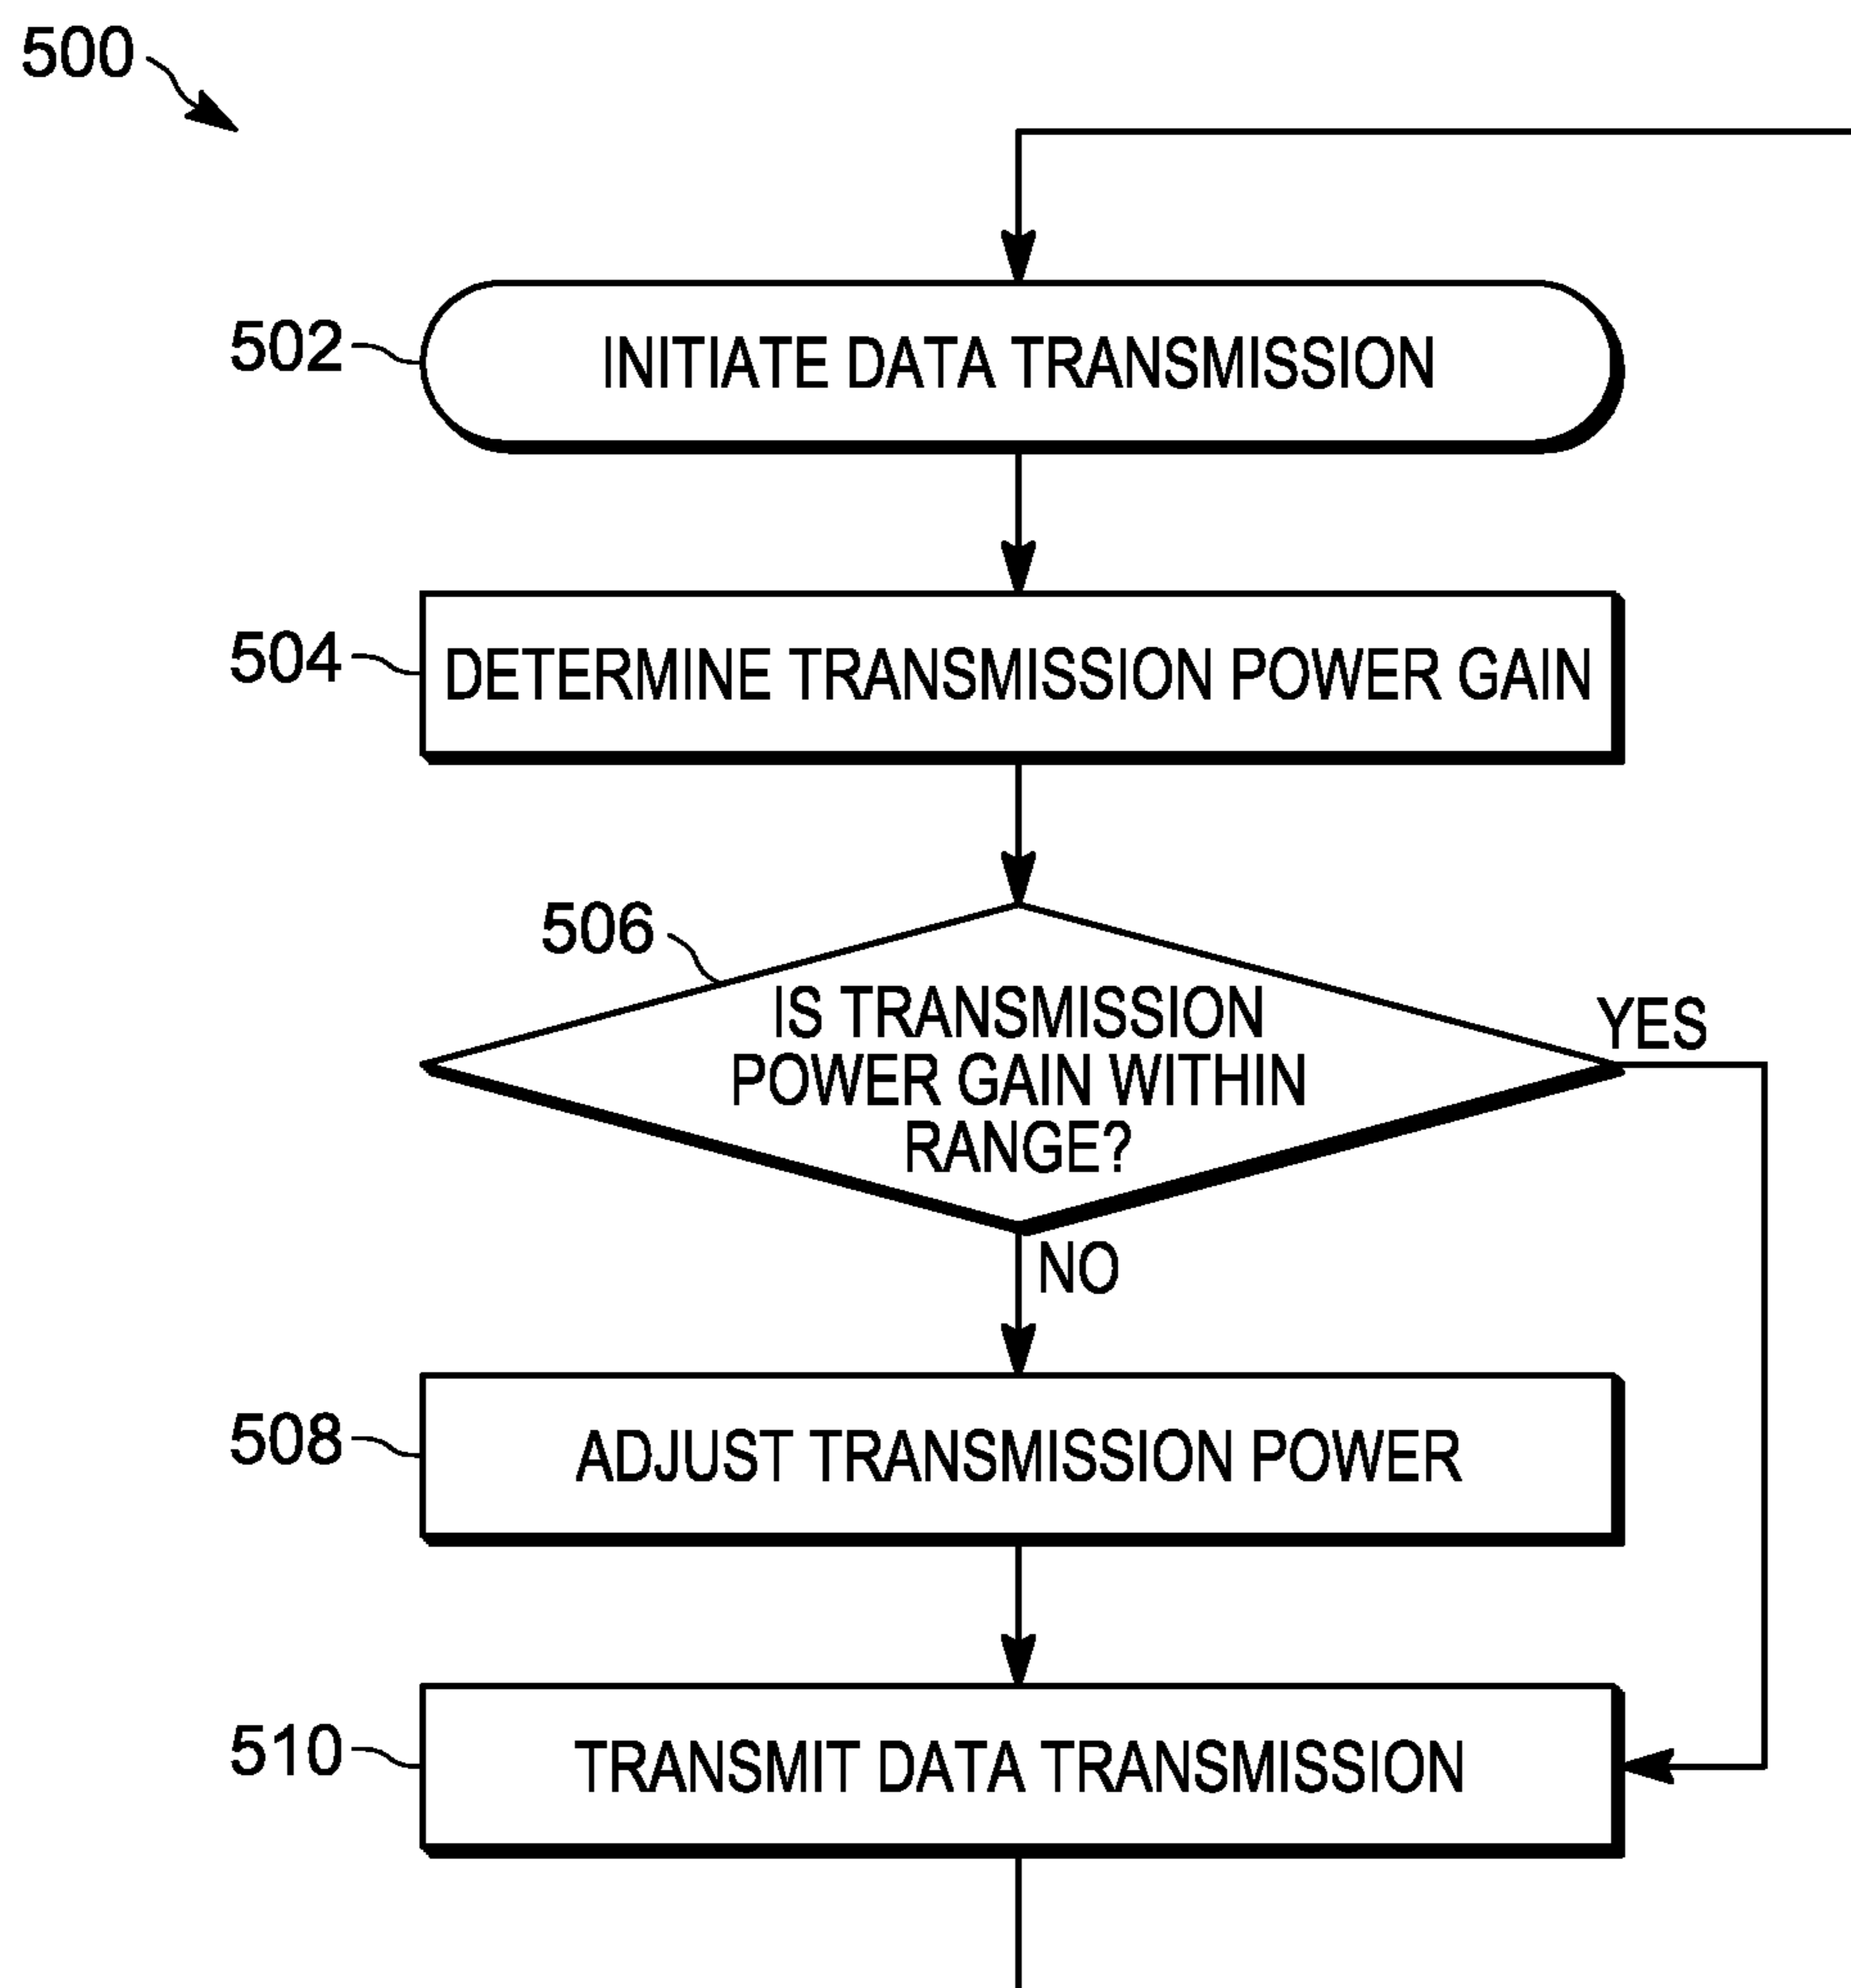 500
502
INITIATE DATA TRANSMISSION
504
DETERMINE TRANSMISSION POWER GAIN
506
IS TRANSMISSION
POWER GAIN WITHIN
RANGE?
YES
NO
508
ADJUST TRANSMISSION POWER
510
TRANSMIT DATA TRANSMISSION